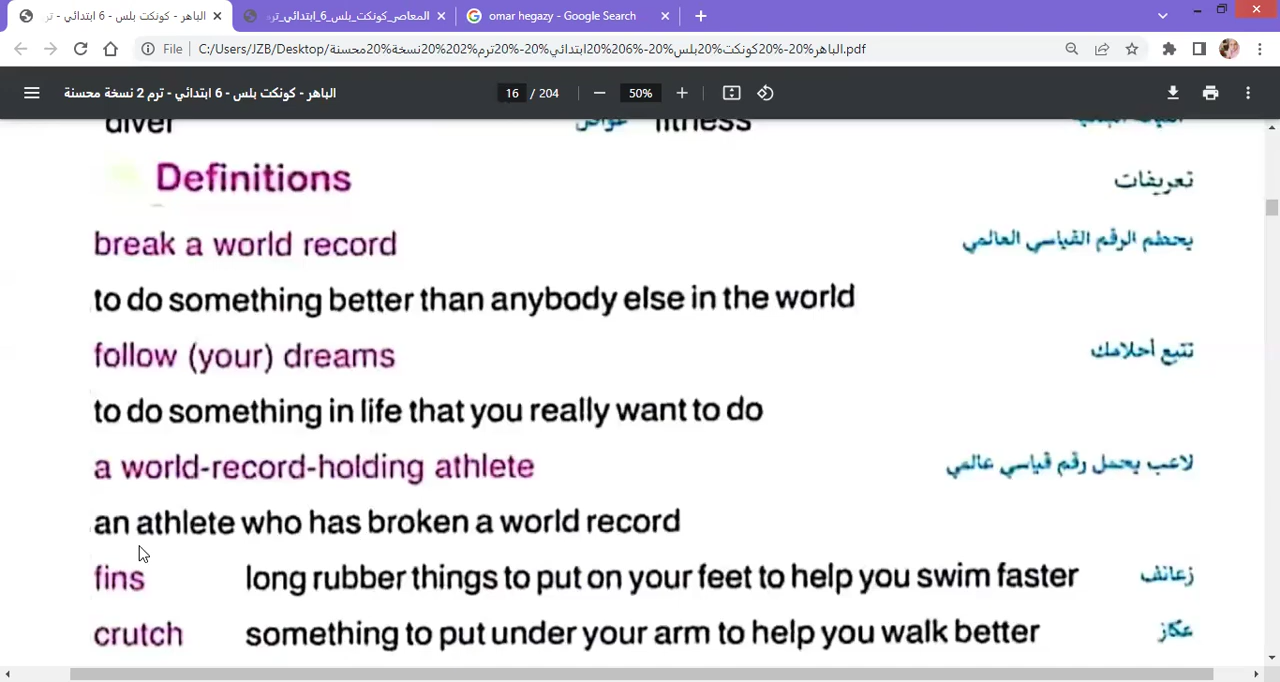 الباهر - كونكت بلس - 6 ابتدائي - تر
المعاصر_كونكت_بلس_6_ابتدائي_تر
omar hegazy - Google Search
File
C:/Users/JZB/Desktop/الباهر%20-%20كونكت%20بلس%20-%206%20ابتدائي%20-%20ترم%202%20نسخة%20محسنة.pdf
الباهر - كونكت بلس - 6 ابتدائي - ترم 2 نسخة محسنة
16 / 204
50%
diver غواص fitness
Definitions تعريفات
break a world record يحطم الرقم القياسي العالمي
to do something better than anybody else in the world
follow (your) dreams تتبع أحلامك
to do something in life that you really want to do
a world-record-holding athlete لاعب يحمل رقم قياسي عالمي
an athlete who has broken a world record
fins long rubber things to put on your feet to help you swim faster زعانف
crutch something to put under your arm to help you walk better عكاز